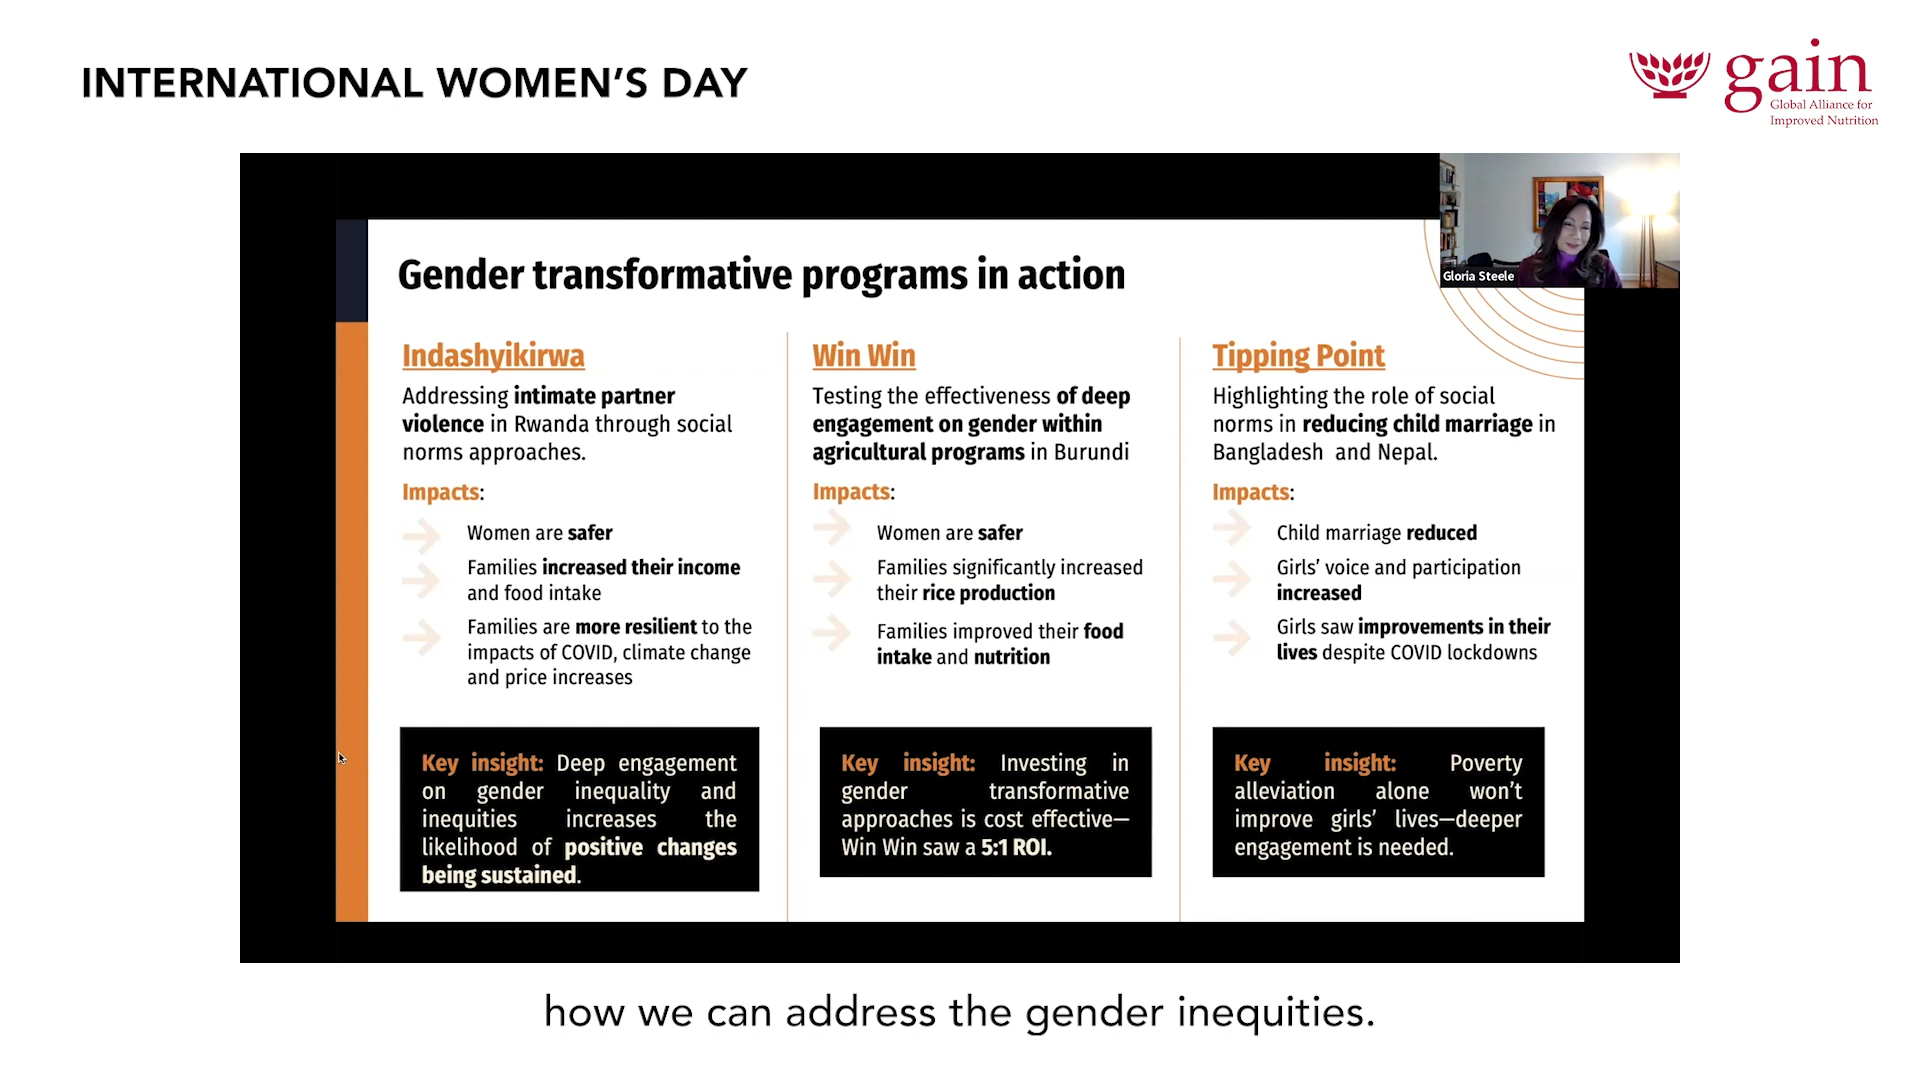 INTERNATIONAL WOMEN'S DAY
gain
Global Alliance for
Improved Nutrition
Gloria Steele
Gender transformative programs in action
Indashyikirwa
Addressing intimate partner
violence in Rwanda through social
norms approaches.
Impacts:
Women are safer
Families increased their income
and food intake
Families are more resilient to the
impacts of COVID, climate change
and price increases
Key insight: Deep engagement
on gender inequality and
inequities increases the
likelihood of positive changes
being sustained.
Win Win
Testing the effectiveness of deep
engagement on gender within
agricultural programs in Burundi
Impacts:
Women are safer
Families significantly increased
their rice production
Families improved their food
intake and nutrition
Key insight: Investing in
gender transformative
approaches is cost effective—
Win Win saw a 5:1 ROI.
Tipping Point
Highlighting the role of social
norms in reducing child marriage in
Bangladesh and Nepal.
Impacts:
Child marriage reduced
Girls' voice and participation
increased
Girls saw improvements in their
lives despite COVID lockdowns
Key insight: Poverty
alleviation alone won't
improve girls' lives—deeper
engagement is needed.
how we can address the gender inequities.